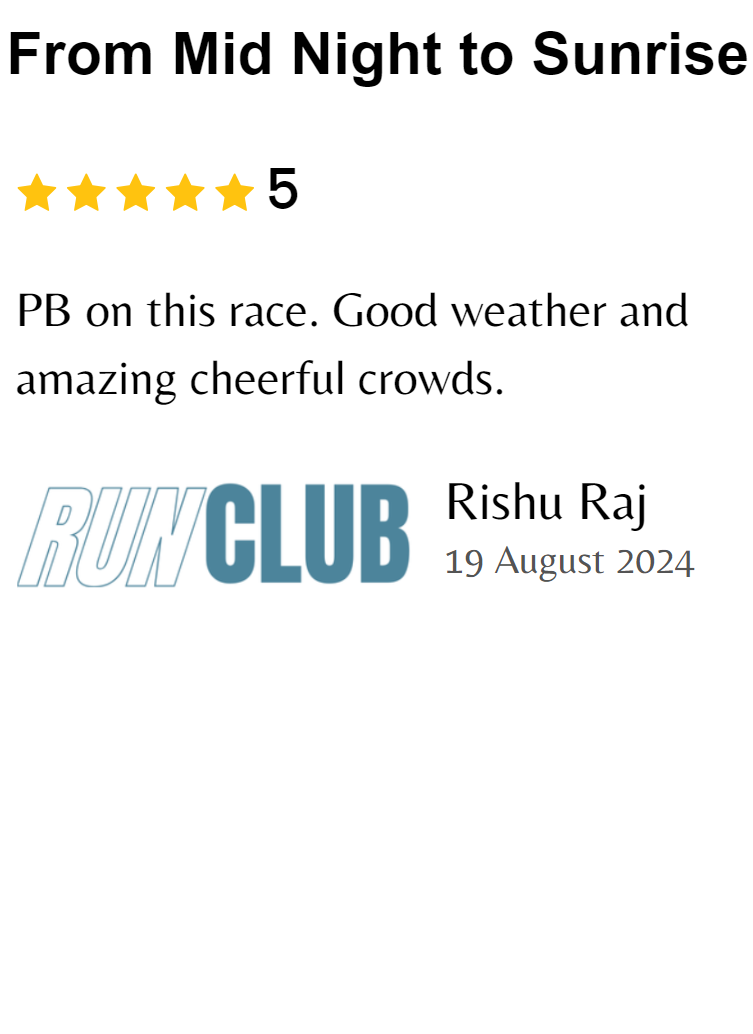 From Mid Night to Sunrise
5
PB on this race. Good weather and
amazing cheerful crowds.
RUNCLUB
Rishu Raj
19 August 2024